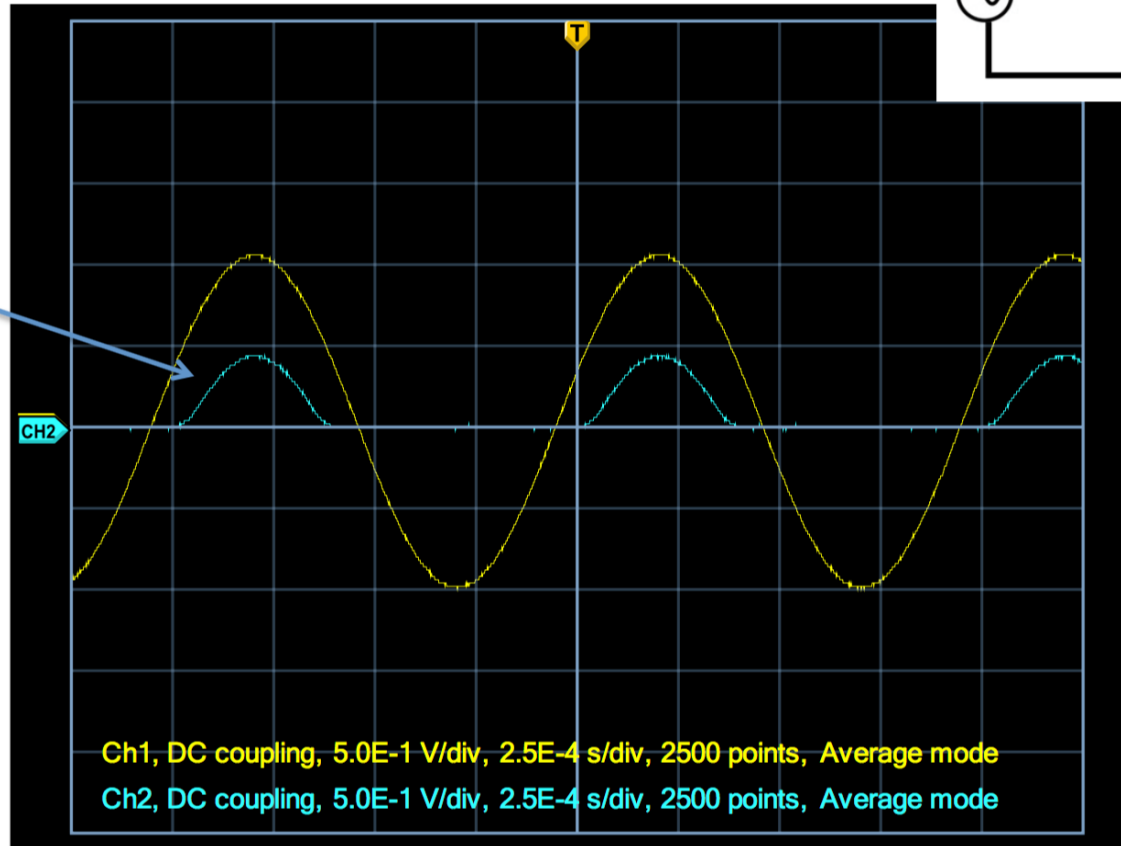 T
CH2
Ch1, DC coupling, 5.0E-1 V/div, 2.5E-4 s/div, 2500 points, Average mode
Ch2, DC coupling, 5.0E-1 V/div, 2.5E-4 s/div, 2500 points, Average mode